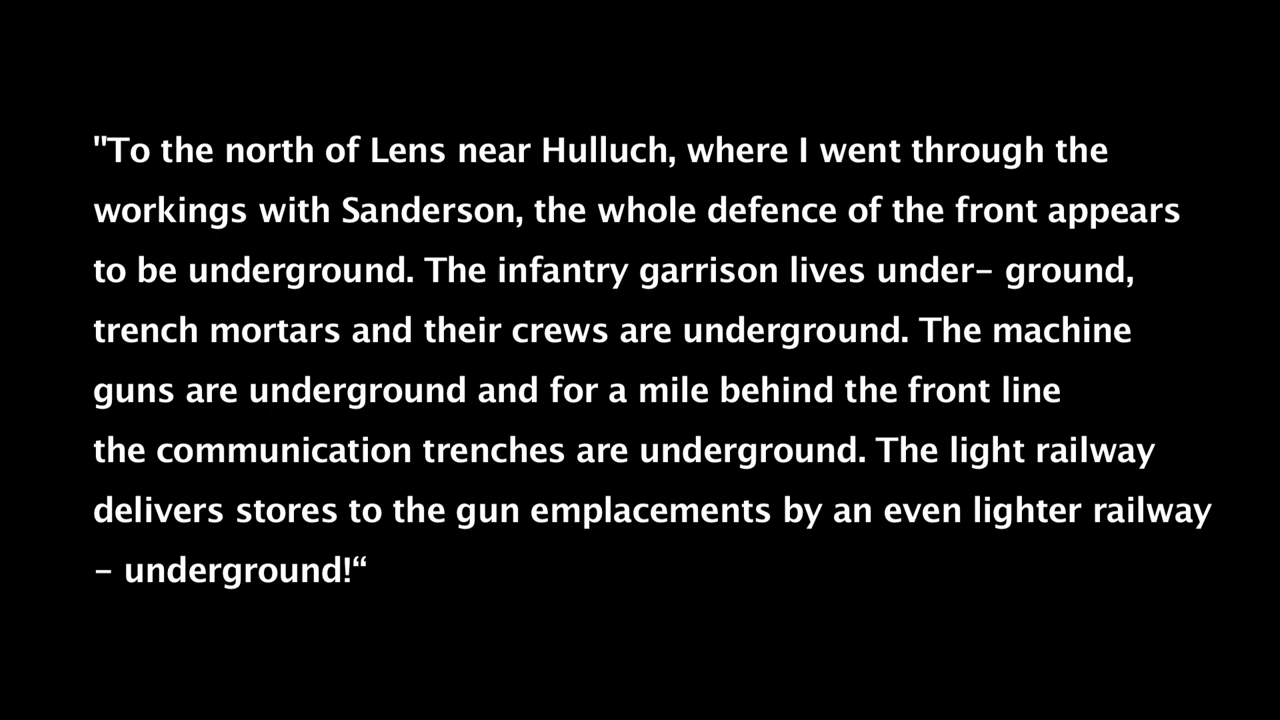 "To the north of Lens near Hulluch, where I went through the
workings with Sanderson, the whole defence of the front appears
to be underground. The infantry garrison lives under– ground,
trench mortars and their crews are underground. The machine
guns are underground and for a mile behind the front line
the communication trenches are underground. The light railway
delivers stores to the gun emplacements by an even lighter railway
– underground!“